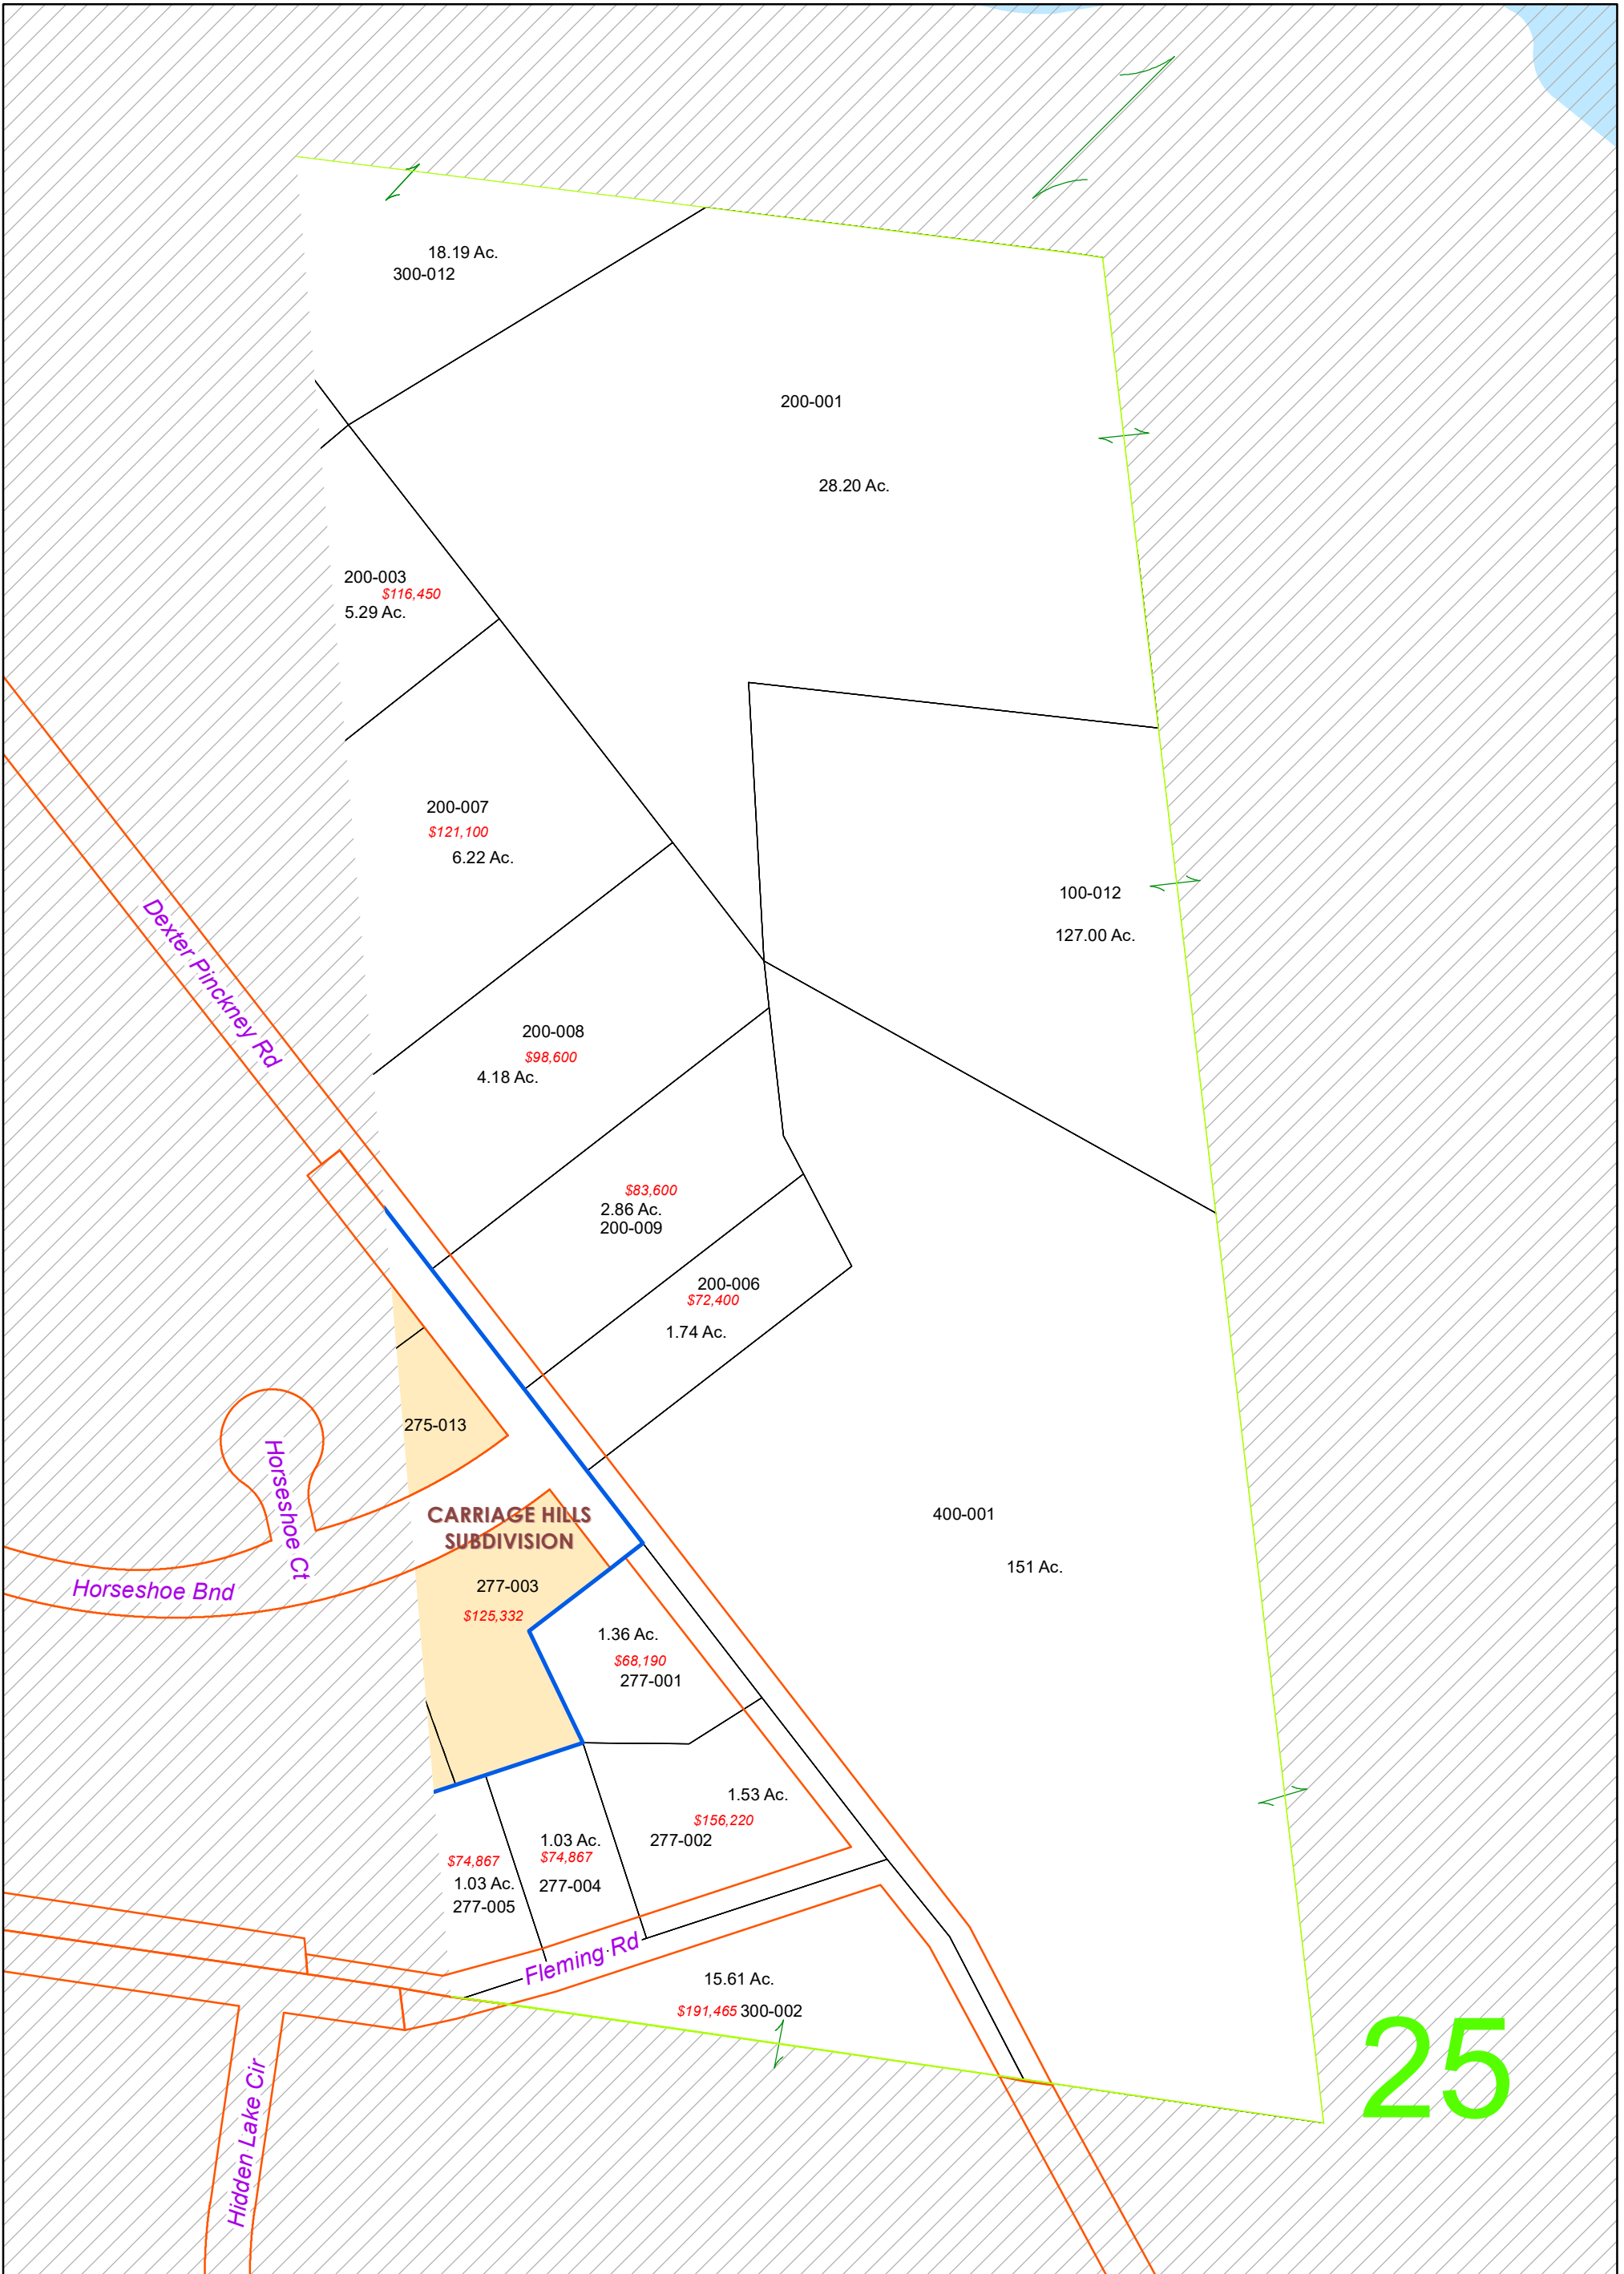 18.19 Ac.
300-012
200-001
28.20 Ac.
200-003
$116,450
5.29 Ac.
200-007
$121,100
6.22 Ac.
100-012
127.00 Ac.
Dexter Pinckney Rd
200-008
$98,600
4.18 Ac.
$83,600
2.86 Ac.
200-009
200-006
$72,400
1.74 Ac.
275-013
Horseshoe Ct
CARRIAGE HILLS
SUBDIVISION
400-001
151 Ac.
Horseshoe Bnd
277-003
$125,332
1.36 Ac.
$68,190
277-001
1.53 Ac.
$156,220
277-002
1.03 Ac.
$74,867
277-004
$74,867
1.03 Ac.
277-005
Fleming Rd
15.61 Ac.
$191,465 300-002
25
Hidden Lake Cir